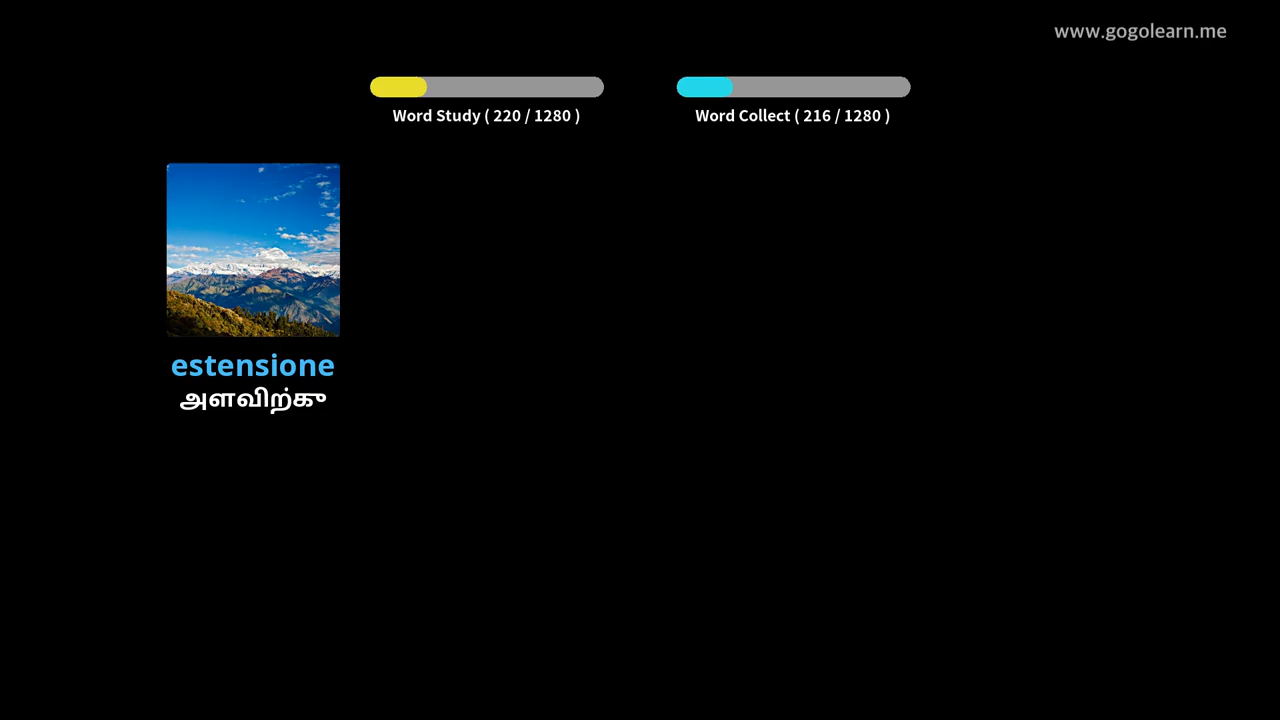 www.gogolearn.me
Word Study ( 220 / 1280 )
Word Collect ( 216 / 1280 )
estensione
அளவிற்கு